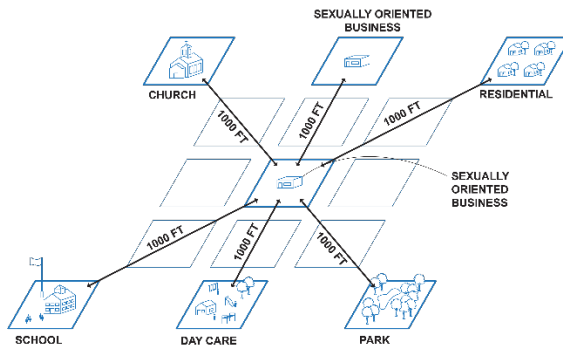 SEXUALLY ORIENTED
BUSINESS
CHURCH
RESIDENTIAL
1000 FT
1000 FT
1000 FT
SEXUALLY
ORIENTED
BUSINESS
1000 FT
1000 FT
1000 FT
SCHOOL
DAY CARE
PARK